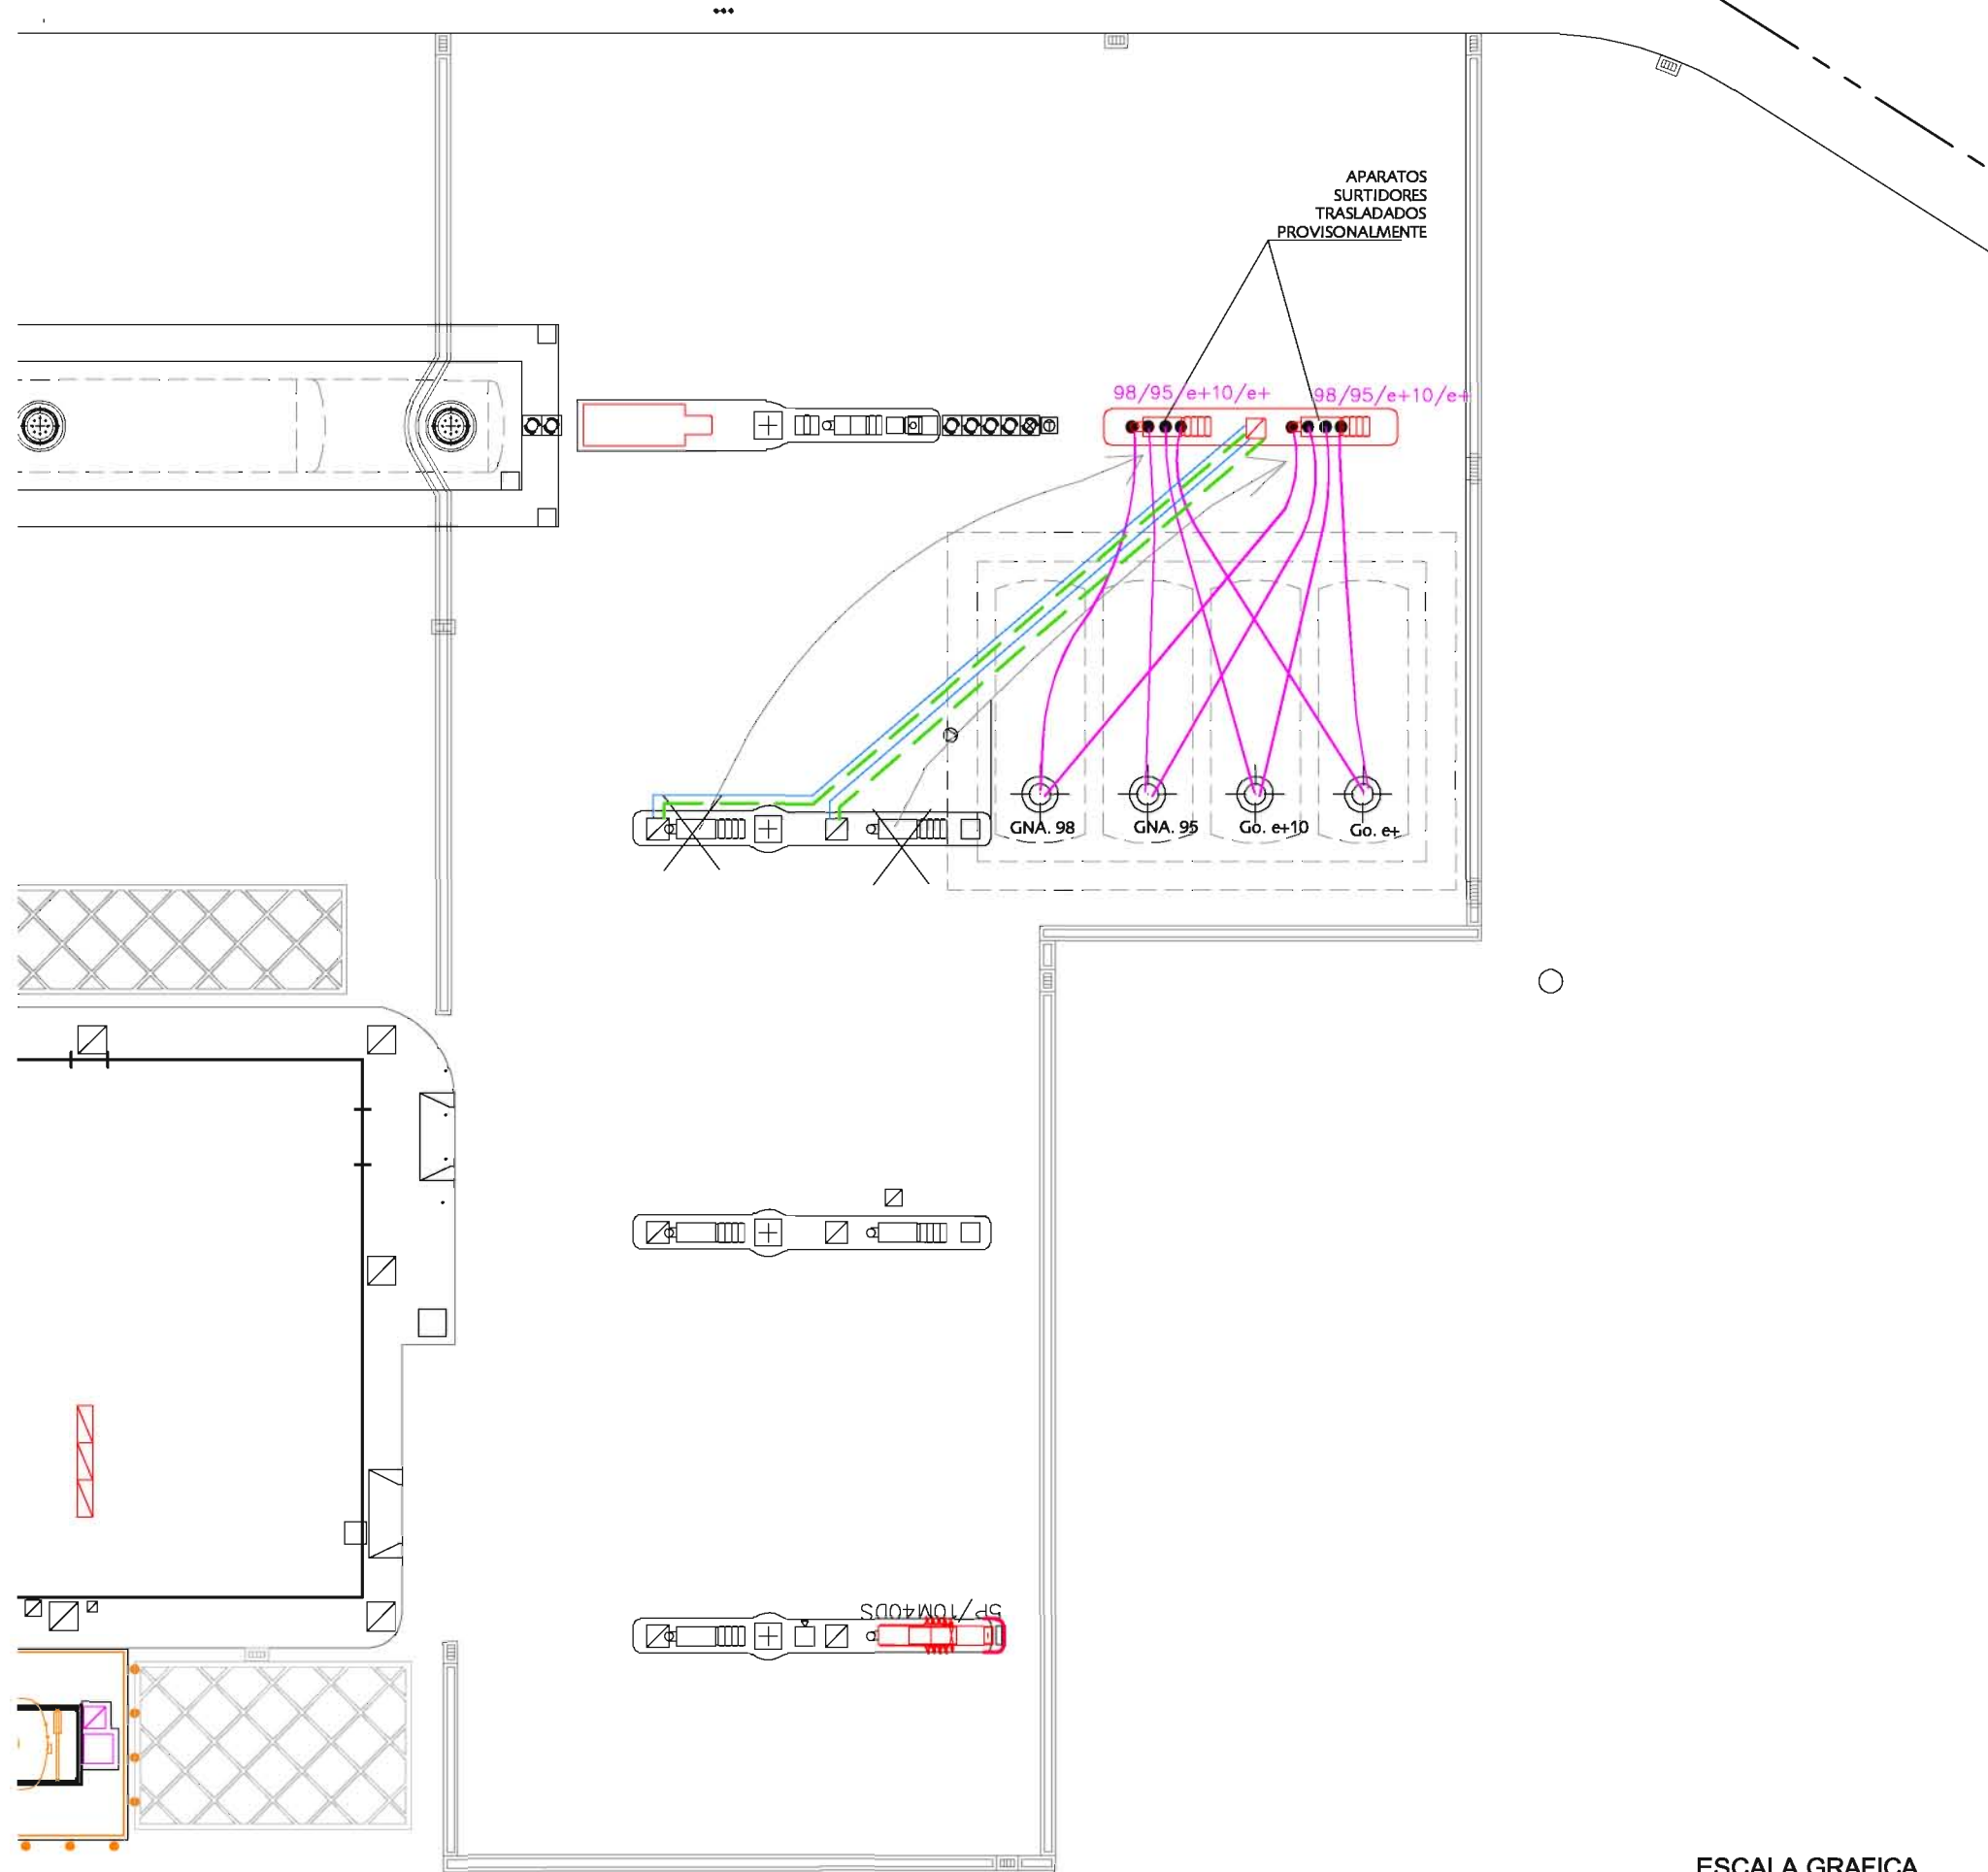 APARATOS
SURTIDORES
TRASLADADOS
PROVISONALMENTE
98/95/e+10/e+
98/95/e+10/e+
GNA. 98
GNA. 95
Go. e+10
Go. e+
5P/10M40DS
ESCALA GRAFICA